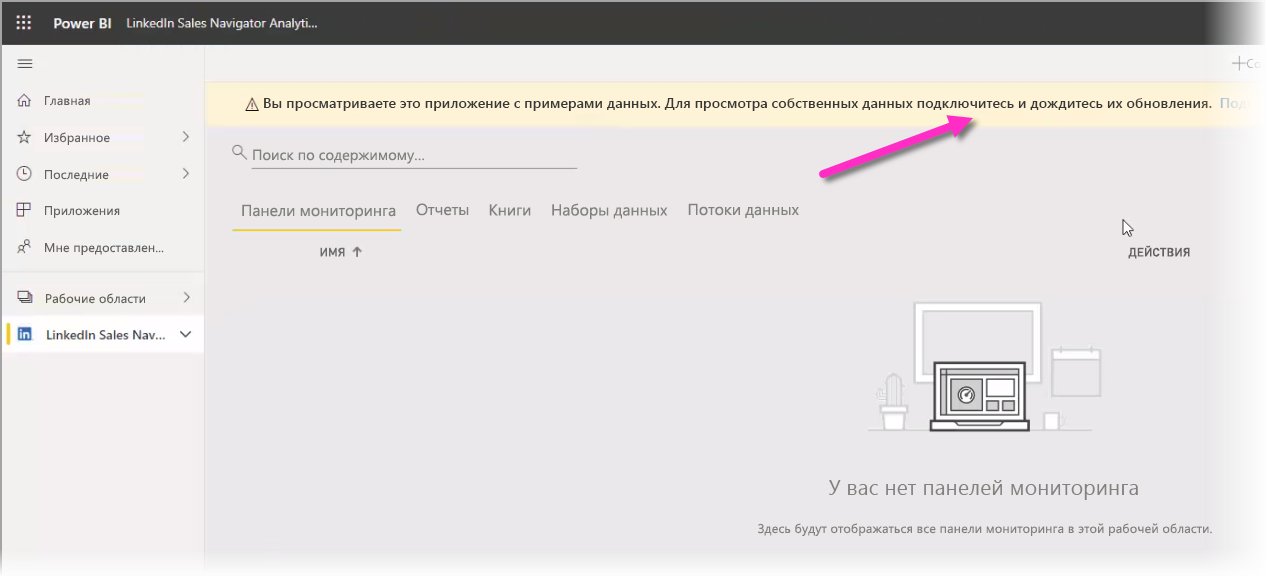 Power BI LinkedIn Sales Navigator Analyti...
Главная
Вы просматриваете это приложение с примерами данных. Для просмотра собственных данных подключитесь и дождитесь их обновления.
Избранное
Поиск по содержимому...
Последние
Приложения
Панели мониторинга Отчеты Книги Наборы данных Потоки данных
Мне предоставлен...
ИМЯ ДЕЙСТВИЯ
Рабочие области
LinkedIn Sales Nav...
У вас нет панелей мониторинга
Здесь будут отображаться все панели мониторинга в этой рабочей области.